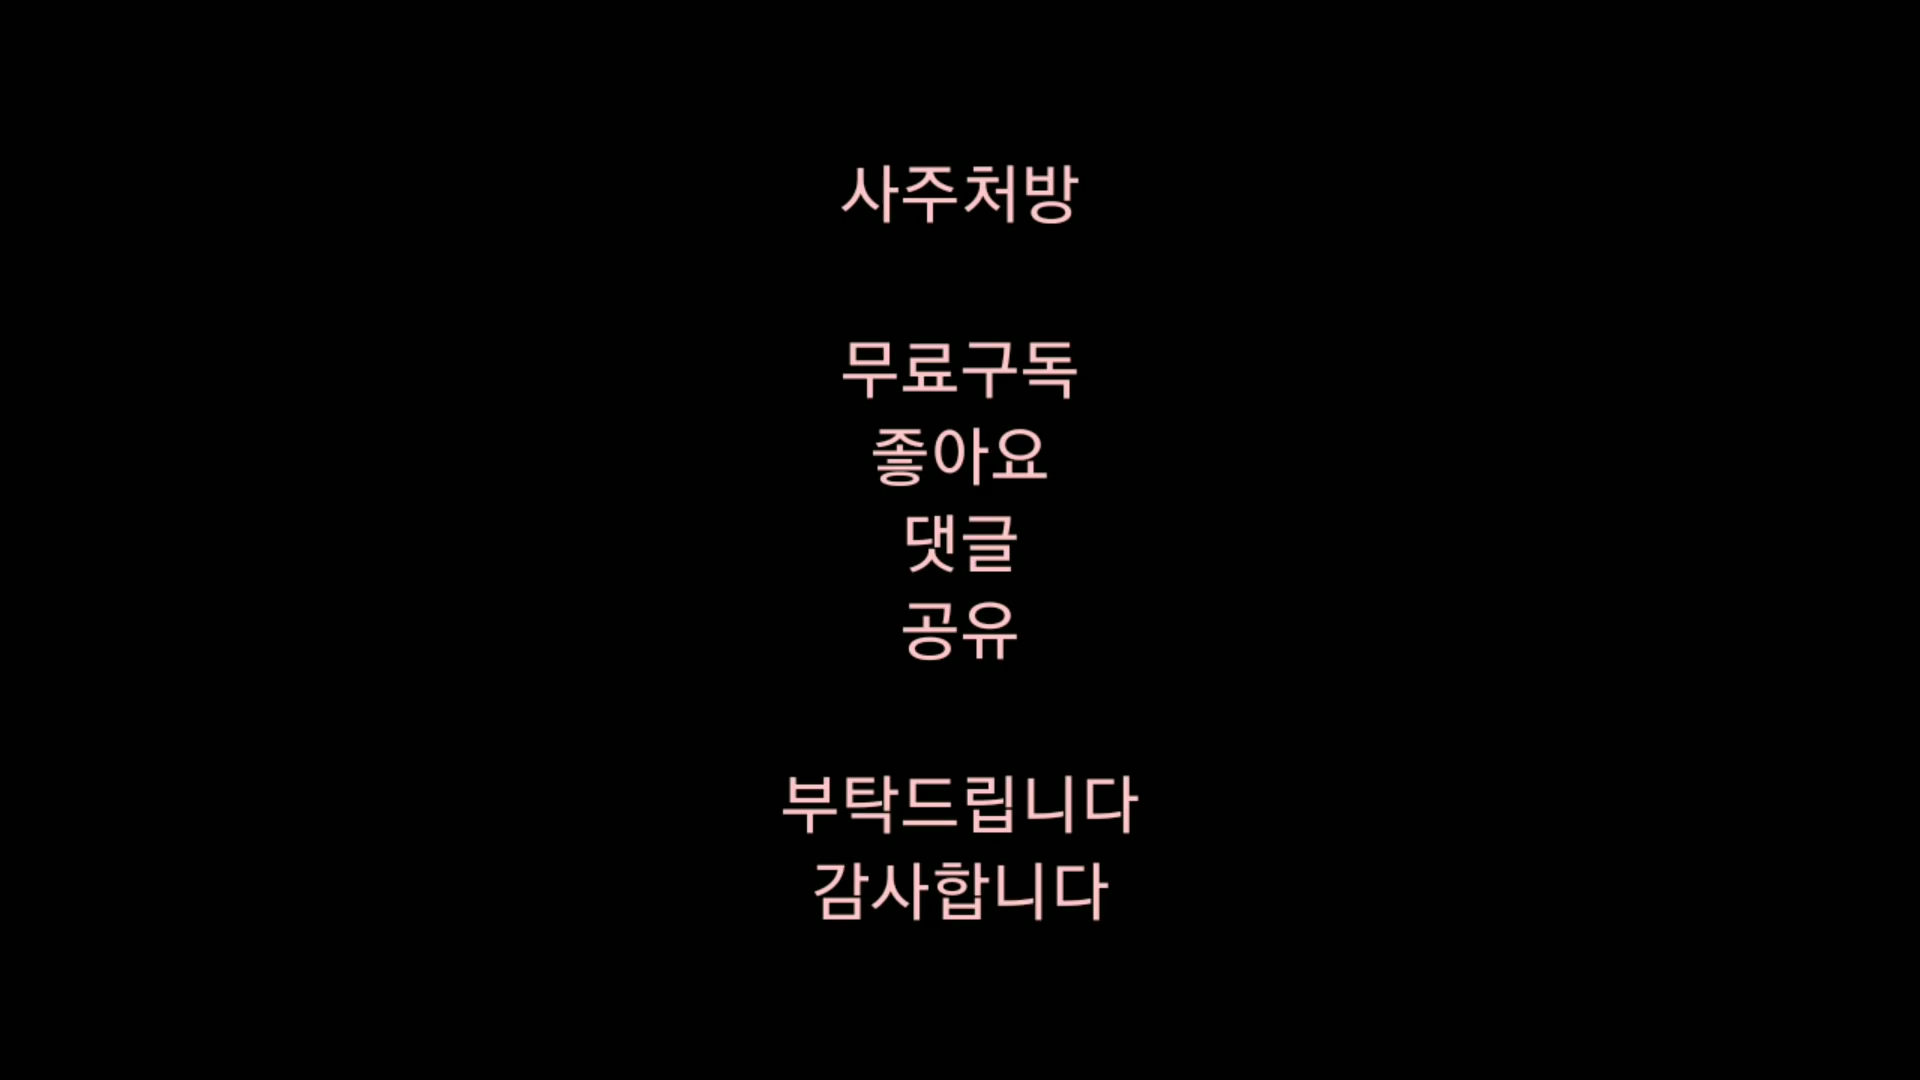 사주처방
무료구독
좋아요
댓글
공유
부탁드립니다
감사합니다